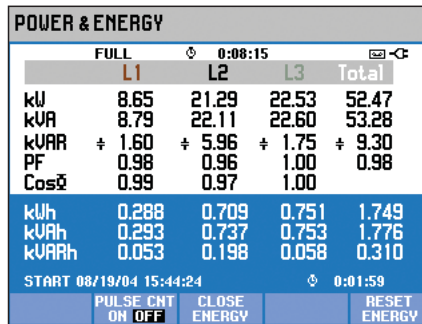 POWER & ENERGY
FULL 0:08:15
L1 L2 L3 Total
kW 8.65 21.29 22.53 52.47
kVA 8.79 22.11 22.60 53.28
kVAR 1.60 5.96 1.75 9.30
PF 0.98 0.96 1.00 0.98
CosΦ 0.99 0.97 1.00
kWh 0.288 0.709 0.751 1.749
kVAh 0.293 0.737 0.753 1.776
kVARh 0.053 0.198 0.058 0.310
START 08/19/04 15:44:24 0:01:59
PULSE CNT CLOSE RESET
ON OFF ENERGY ENERGY